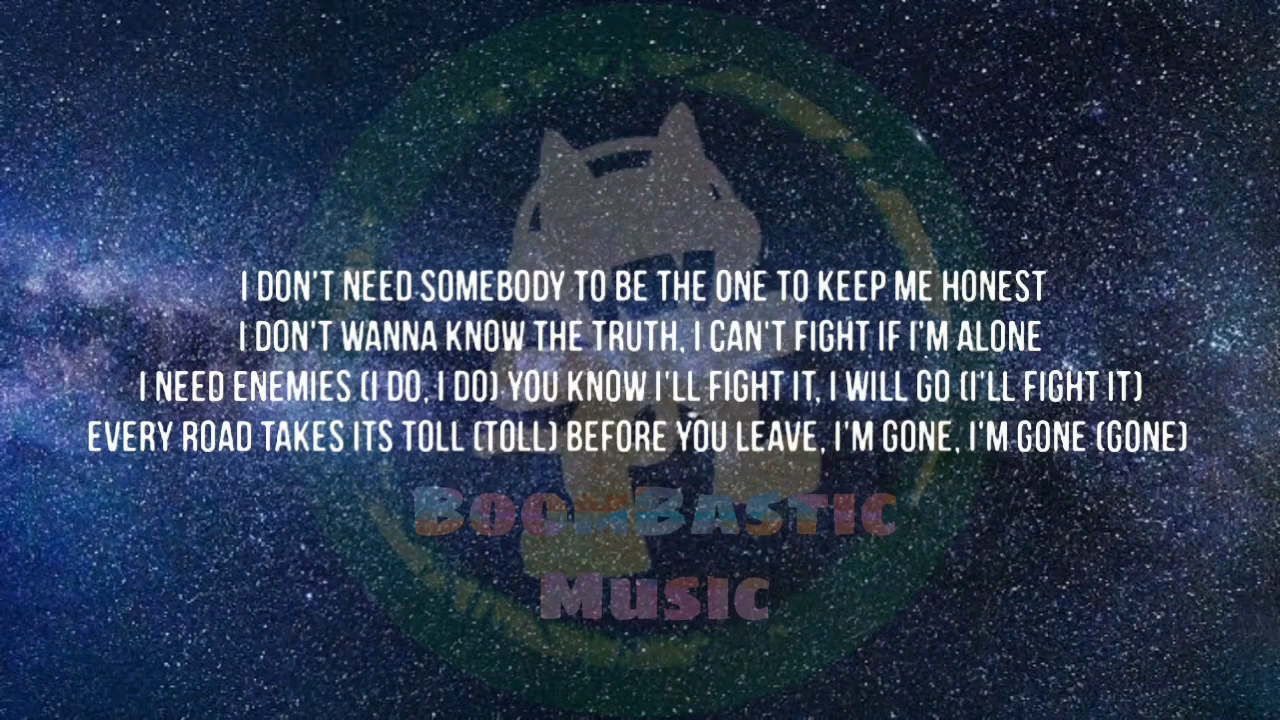 I DON'T NEED SOMEBODY TO BE THE ONE TO KEEP ME HONEST
I DON'T WANNA KNOW THE TRUTH, I CAN'T FIGHT IF I'M ALONE
I NEED ENEMIES (I DO, I DO) YOU KNOW I'LL FIGHT IT, I WILL GO (I'LL FIGHT IT)
EVERY ROAD TAKES ITS TOLL (TOLL) BEFORE YOU LEAVE, I'M GONE, I'M GONE (GONE)
BOOMBASTIC
MUSIC